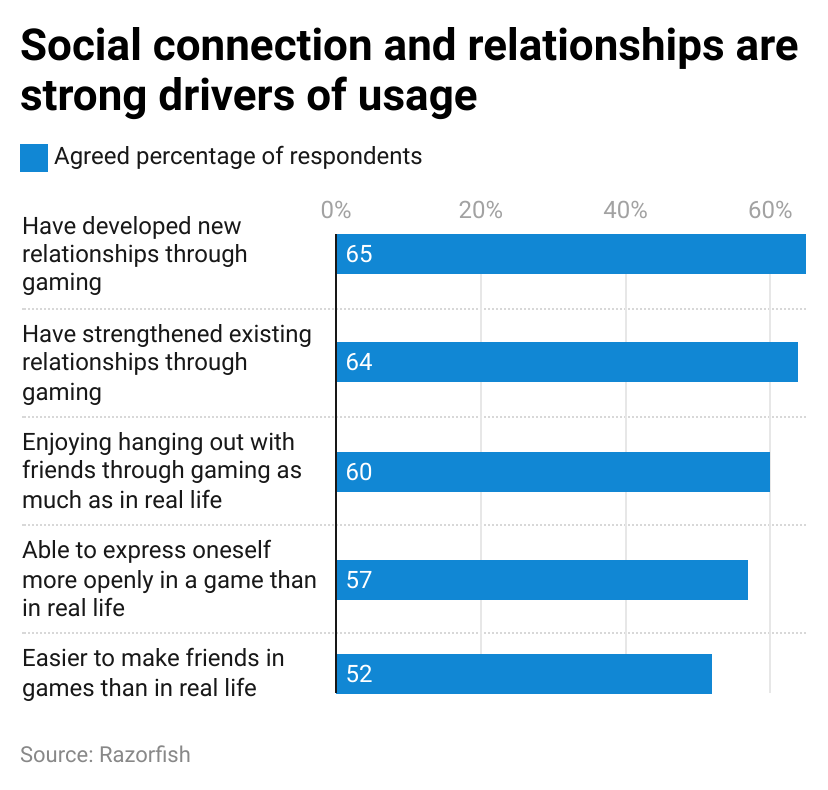 Social connection and relationships are
strong drivers of usage
Agreed percentage of respondents
0% 20% 40% 60%
Have developed new
relationships through
gaming
65
Have strengthened existing
relationships through
gaming
64
Enjoying hanging out with
friends through gaming as
much as in real life
60
Able to express oneself
more openly in a game than
in real life
57
Easier to make friends in
games than in real life
52
Source: Razorfish